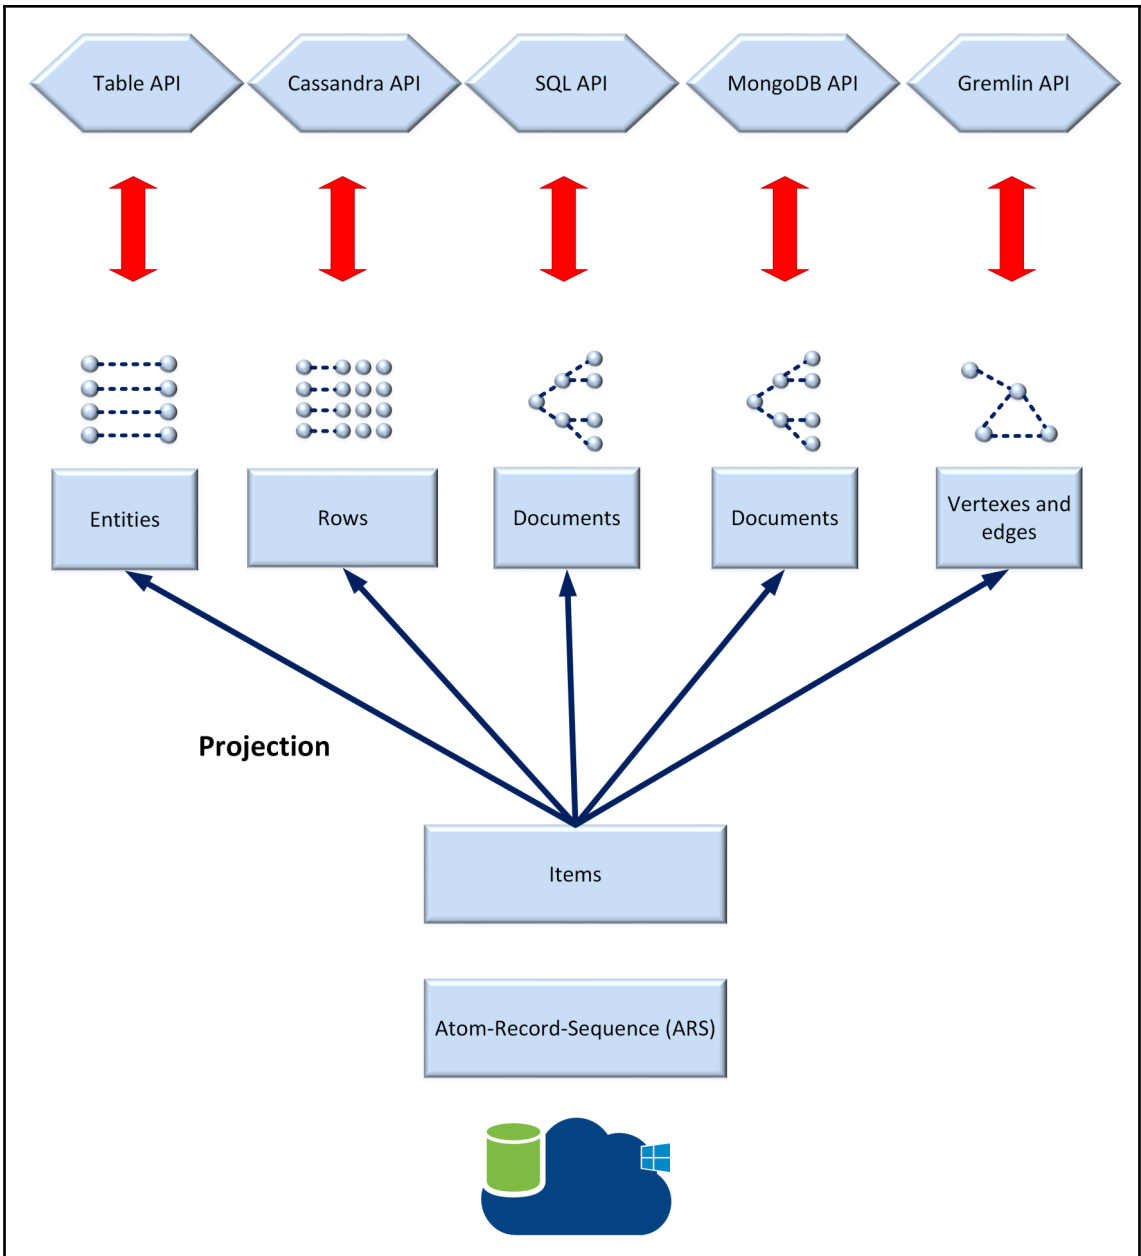 Table API
Cassandra API
SQL API
MongoDB API
Gremlin API
Entities
Rows
Documents
Documents
Vertexes and
edges
Projection
Items
Atom-Record-Sequence (ARS)